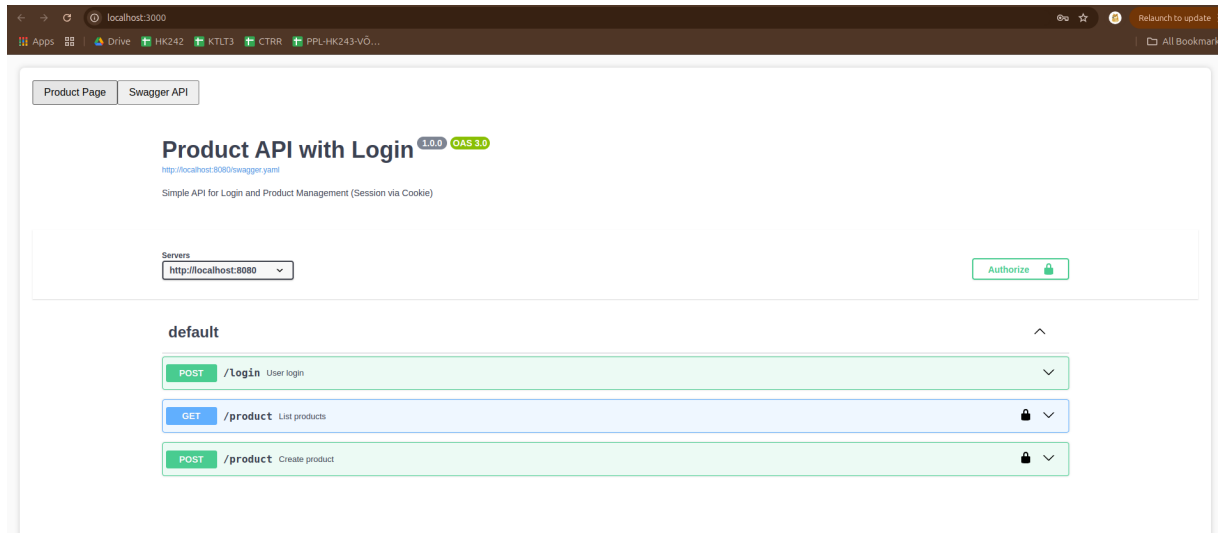 localhost:3000
Relaunch to update
Apps Drive HK242 KTLT3 CTRR PPL-HK243-VÕ... All Bookmark
Product Page Swagger API
Product API with Login 1.0.0 OAS 3.0
http://localhost:8080/swagger.yaml
Simple API for Login and Product Management (Session via Cookie)
Servers
http://localhost:8080
Authorize
default
POST /login User login
GET /product List products
POST /product Create product